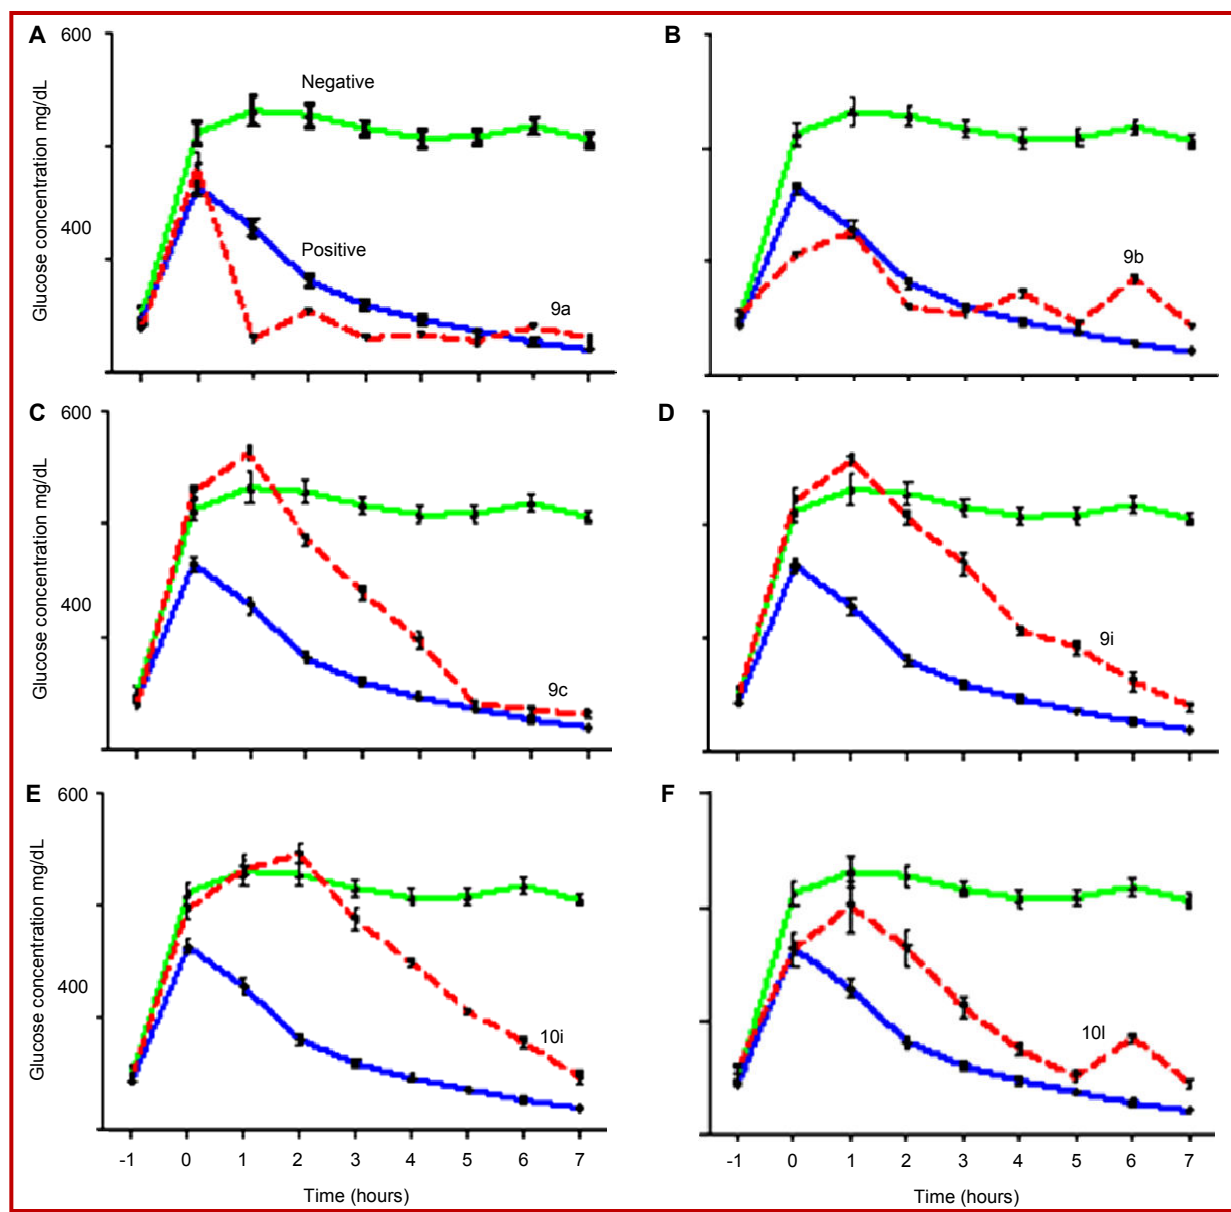 A
600
Negative
Glucose concentration mg/dL
400
Positive
9a
B
9b
C
600
Glucose concentration mg/dL
400
9c
D
9i
E
600
Glucose concentration mg/dL
400
10i
-1 0 1 2 3 4 5 6 7
Time (hours)
F
10l
-1 0 1 2 3 4 5 6 7
Time (hours)